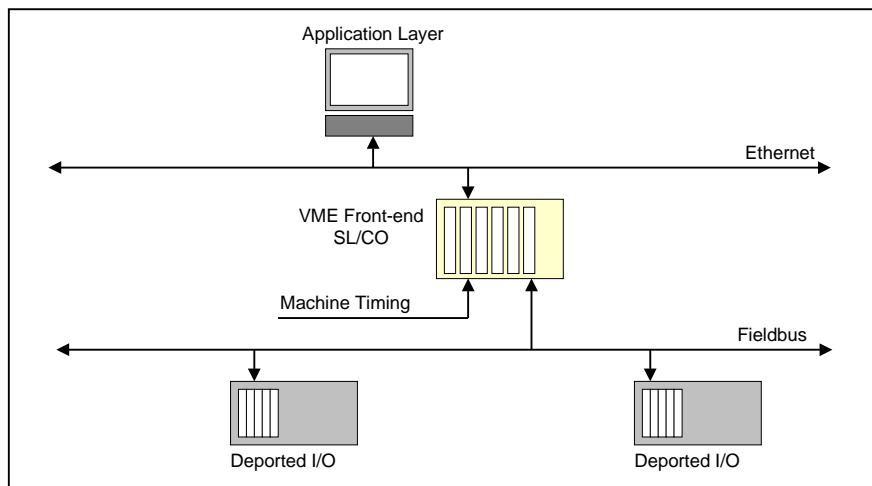 Application Layer
Ethernet
VME Front-end
SL/CO
Machine Timing
Fieldbus
Deported I/O
Deported I/O